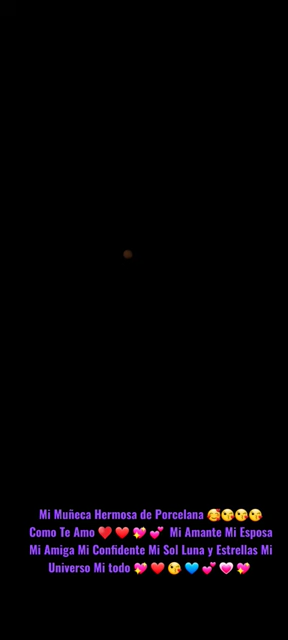 Mi Muñeca Hermosa de Porcelana 🥰😘😘😘
Como Te Amo ❤️❤️💖💕 Mi Amante Mi Esposa
Mi Amiga Mi Confidente Mi Sol Luna y Estrellas Mi
Universo Mi todo 💖❤️😘💙💕💗💖